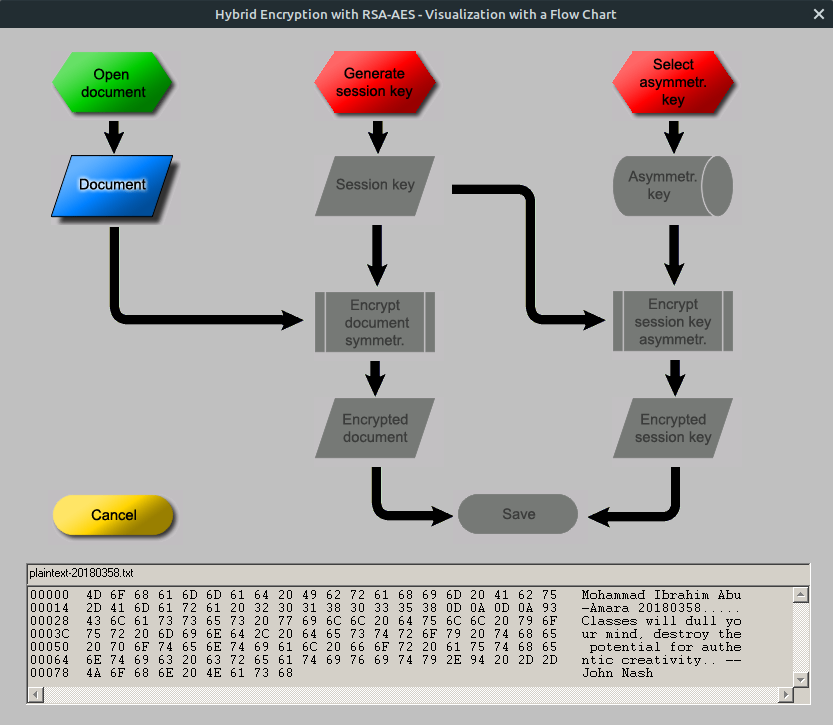 Hybrid Encryption with RSA-AES - Visualization with a Flow Chart
Open
document
Generate
session key
Select
asymmetr.
key
Document
Session key
Asymmetr.
key
Encrypt
document
symmetr.
Encrypt
session key
asymmetr.
Encrypted
document
Encrypted
session key
Cancel
Save
plaintext-20180358.txt
00000 4D 6F 68 61 6D 6D 61 64 20 49 62 72 61 68 69 6D 20 41 62 75 Mohammad Ibrahim Abu
00014 2D 41 6D 61 72 61 20 32 30 31 38 30 33 35 38 0D 0A 0D 0A 93 -Amara 20180358.....
00028 43 6C 61 73 73 65 73 20 77 69 6C 6C 20 64 75 6C 6C 20 79 6F Classes will dull yo
0003C 75 72 20 6D 69 6E 64 2C 20 64 65 73 74 72 6F 79 20 74 68 65 ur mind, destroy the
00050 20 70 6F 74 65 6E 74 69 61 6C 20 66 6F 72 20 61 75 74 68 65 potential for authe
00064 6E 74 69 63 20 63 72 65 61 74 69 76 69 74 79 2E 94 20 2D 2D ntic creativity.. --
00078 4A 6F 68 6E 20 4E 61 73 68 John Nash